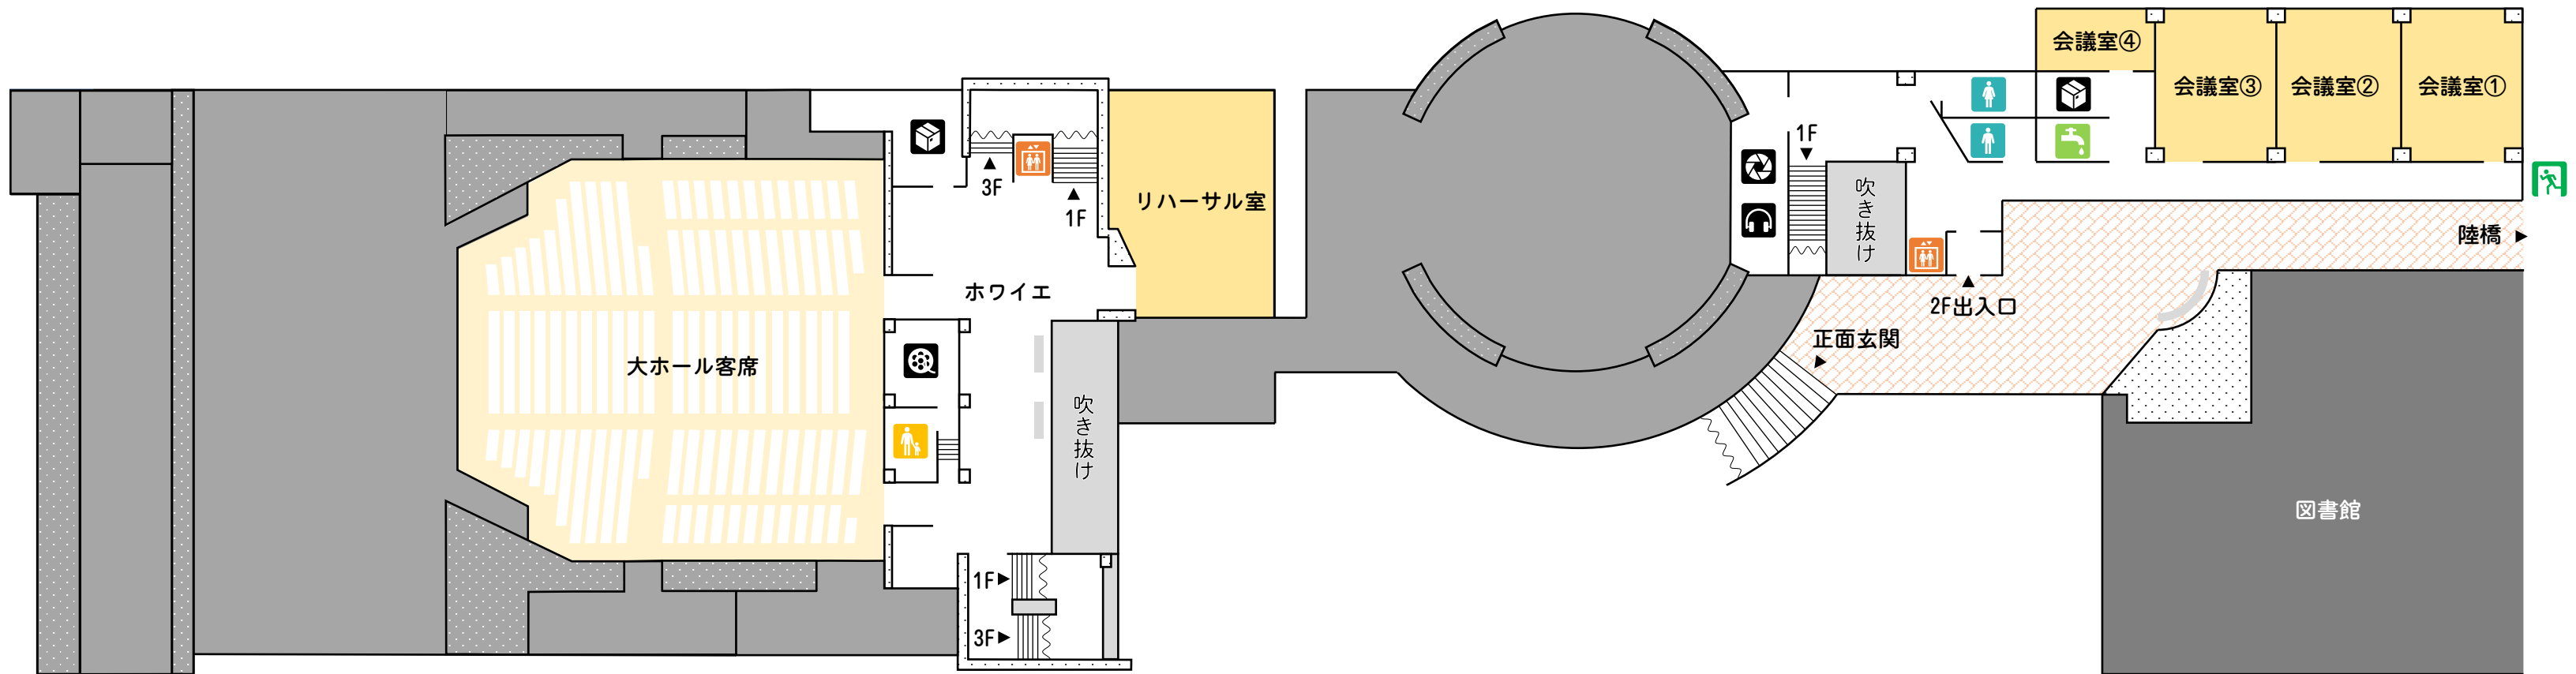 会議室④
会議室③
会議室②
会議室①
1F
3F
1F
リハーサル室
吹き抜け
陸橋
ホワイエ
2F出入口
正面玄関
大ホール客席
吹き抜け
図書館
1F
3F